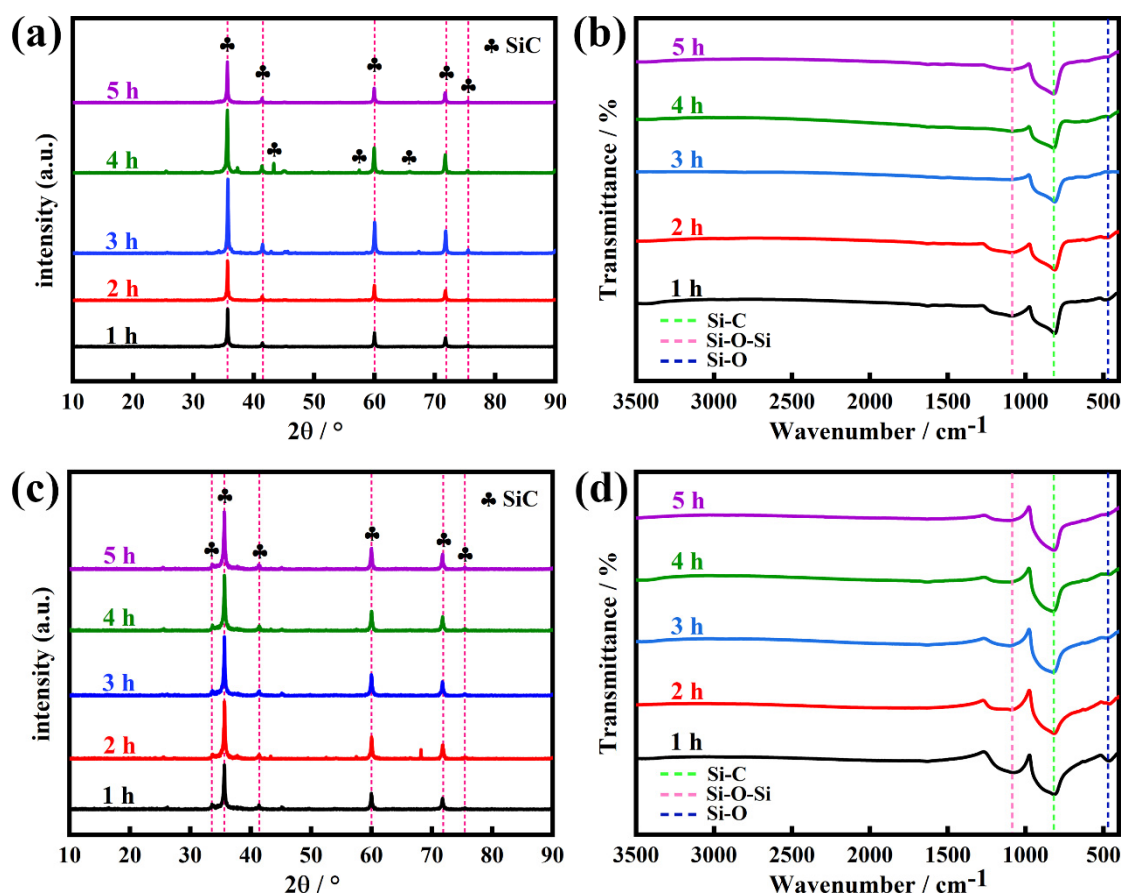 (a)
♣ SiC
5 h
4 h
3 h
2 h
1 h
intensity (a.u.)
10 20 30 40 50 60 70 80 90
2θ / °
(b)
5 h
4 h
3 h
2 h
1 h
Si-C
Si-O-Si
Si-O
Transmittance / %
3500 3000 2500 2000 1500 1000 500
Wavenumber / cm-1
(c)
♣ SiC
5 h
4 h
3 h
2 h
1 h
intensity (a.u.)
10 20 30 40 50 60 70 80 90
2θ / °
(d)
5 h
4 h
3 h
2 h
1 h
Si-C
Si-O-Si
Si-O
Transmittance / %
3500 3000 2500 2000 1500 1000 500
Wavenumber / cm-1